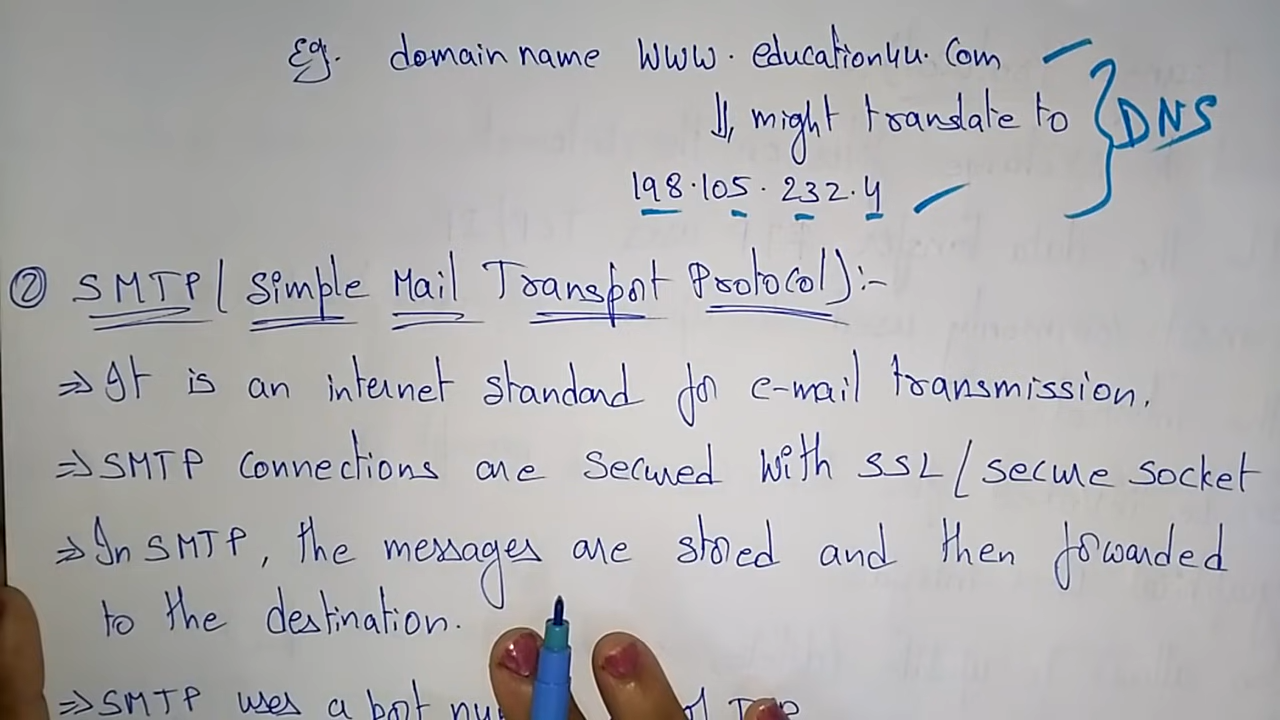 Eg. domain name www.education4u.com
⇓ might translate to } DNS
198.105.232.4
② SMTP (Simple Mail Transport Protocol):-
⇒ It is an internet standard for e-mail transmission.
⇒ SMTP connections are secured with SSL (secure socket
⇒ In SMTP, the messages are stored and then forwarded
to the destination.
⇒ SMTP uses a